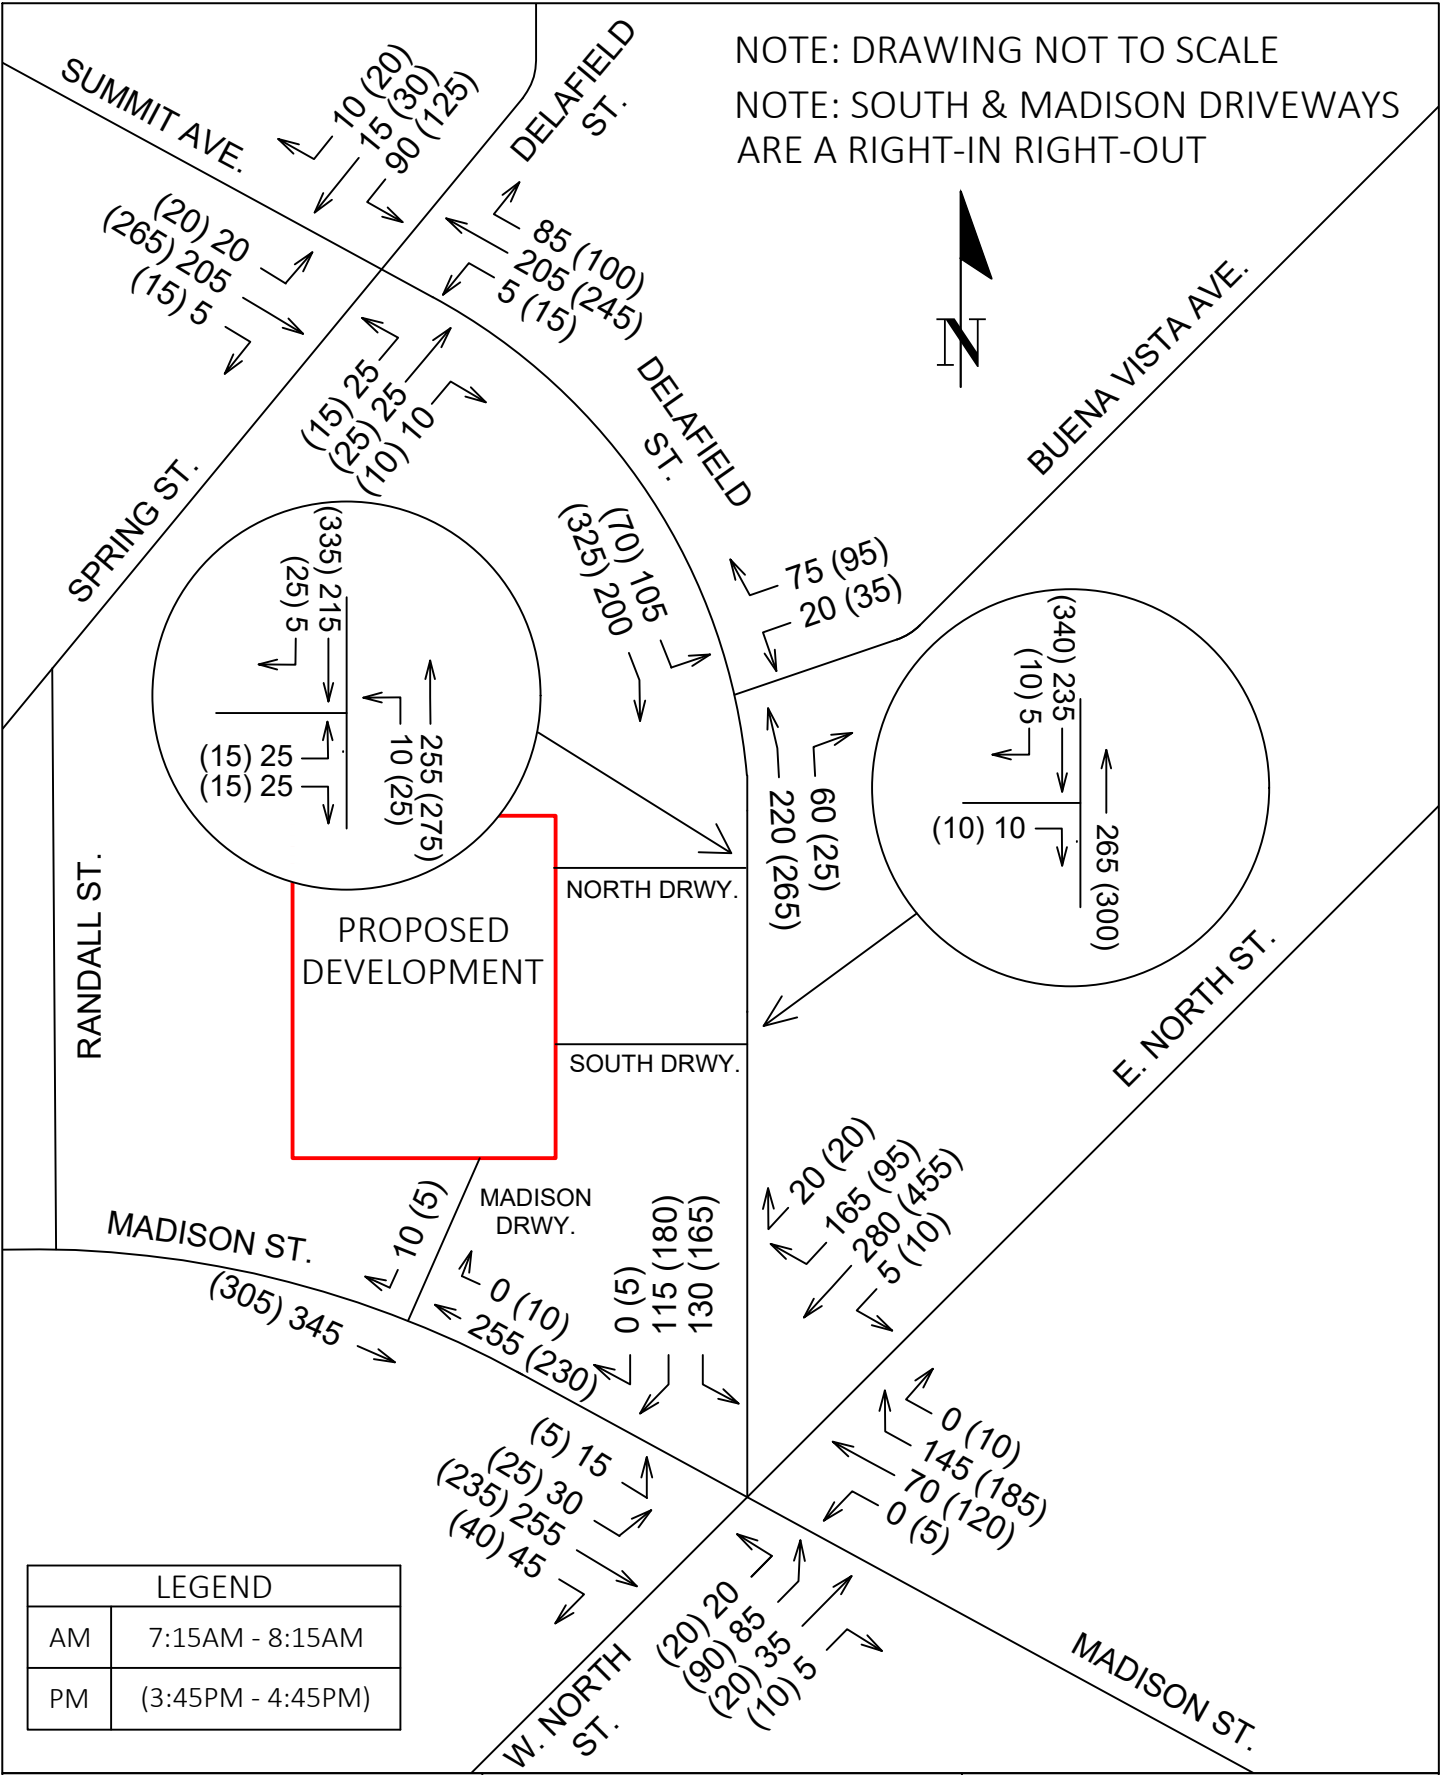 NOTE: DRAWING NOT TO SCALE
NOTE: SOUTH & MADISON DRIVEWAYS
ARE A RIGHT-IN RIGHT-OUT
N
SUMMIT AVE.
10 (20)
15 (30)
90 (125)
DELAFIELD
ST.
(20) 20
(265) 205
(15) 5
85 (100)
205 (245)
5 (15)
(15) 25
(25) 25
(10) 10
SPRING ST.
DELAFIELD
ST.
BUENA VISTA AVE.
(70) 105
(325) 200
75 (95)
20 (35)
(335) 215
(25) 5
255 (275)
10 (25)
(15) 25
(15) 25
60 (25)
220 (265)
(340) 235
(10) 5
(10) 10
265 (300)
RANDALL ST.
NORTH DRWY.
PROPOSED
DEVELOPMENT
SOUTH DRWY.
E. NORTH ST.
MADISON
DRWY.
MADISON ST.
10 (5)
(305) 345
0 (10)
255 (230)
0 (5)
115 (180)
130 (165)
20 (20)
165 (95)
280 (455)
5 (10)
(5) 15
(25) 30
(235) 255
(40) 45
0 (10)
145 (185)
70 (120)
0 (5)
(20) 20
(90) 85
(20) 35
(10) 5
W. NORTH
ST.
MADISON ST.
LEGEND
AM 7:15AM - 8:15AM
PM (3:45PM - 4:45PM)